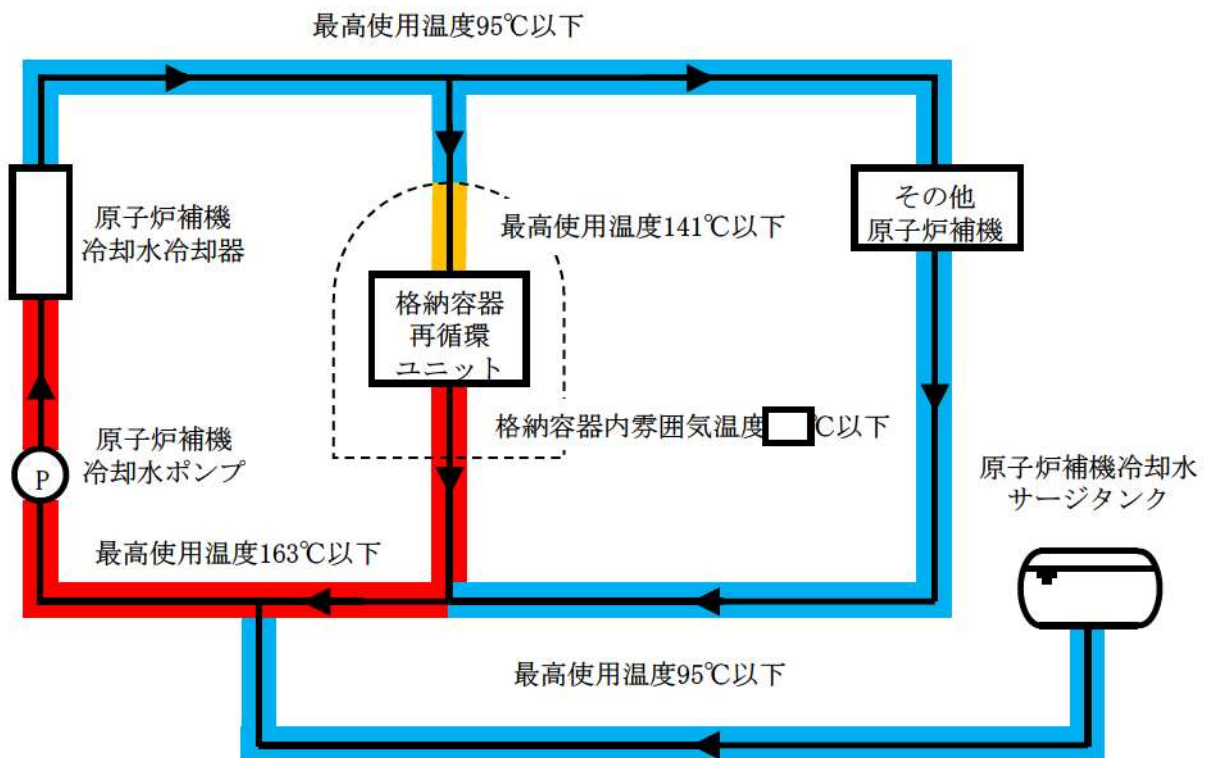 最高使用温度95℃以下
原子炉補機
冷却水冷却器
最高使用温度141℃以下
その他
原子炉補機
格納容器
再循環
ユニット
格納容器内雰囲気温度 ℃以下
原子炉補機
冷却水ポンプ
P
原子炉補機冷却水
サージタンク
最高使用温度163℃以下
最高使用温度95℃以下